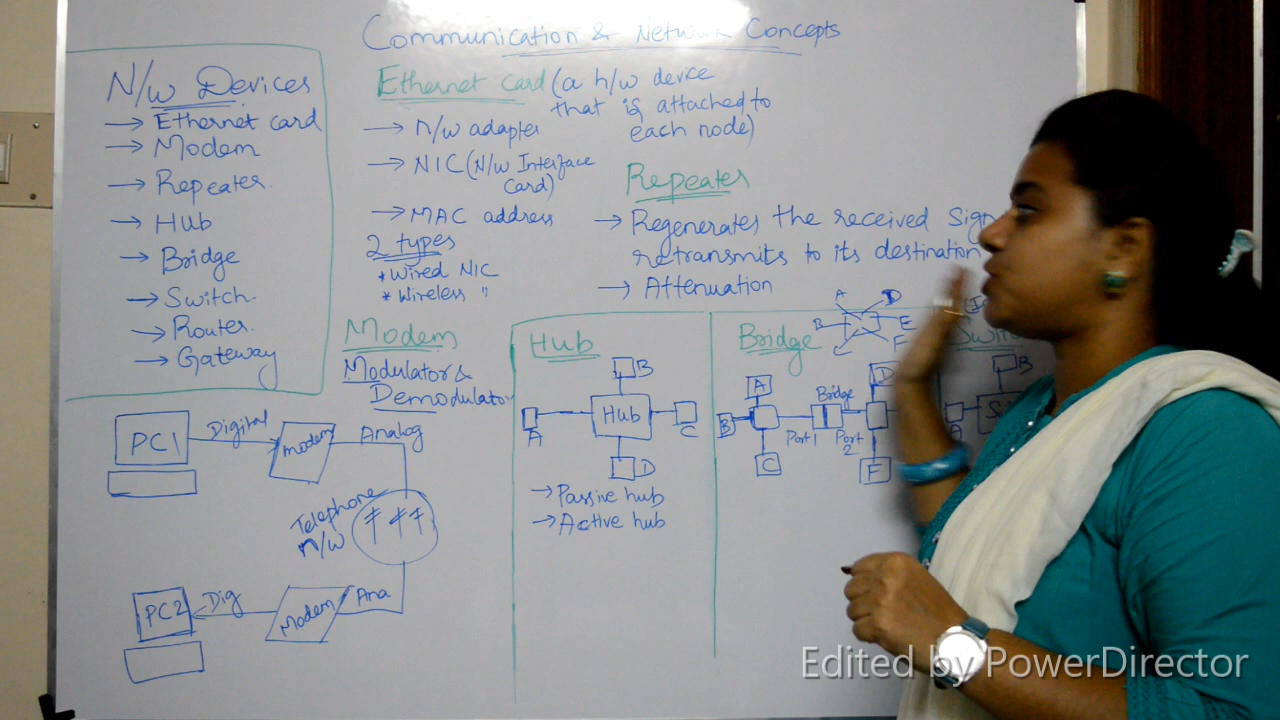 Communication & Network Concepts
N/w Devices
→ Ethernet card
→ Modem
→ Repeater.
→ Hub
→ Bridge
→ Switch.
→ Router.
→ Gateway
Ethernet card (a h/w device
that is attached to
each node)
→ n/w adapter
→ NIC (N/w Interface
card)
→ MAC address
2 types
* Wired NIC
* Wireless "
Repeater
→ Regenerates the received Sign
retransmits to its destination
→ Attenuation
Modem
Modulator &
Demodulator
PC1
Digital
modem
Analog
Telephone
n/w
PC2
Dig
Modem
Ana
Hub
B
A
Hub
C
D
→ Passive hub
→ Active hub
Bridge
A
D
B
E
F
C
A
D
B
Bridge
Port 1
Port
2
C
F
Switc
B
A
S